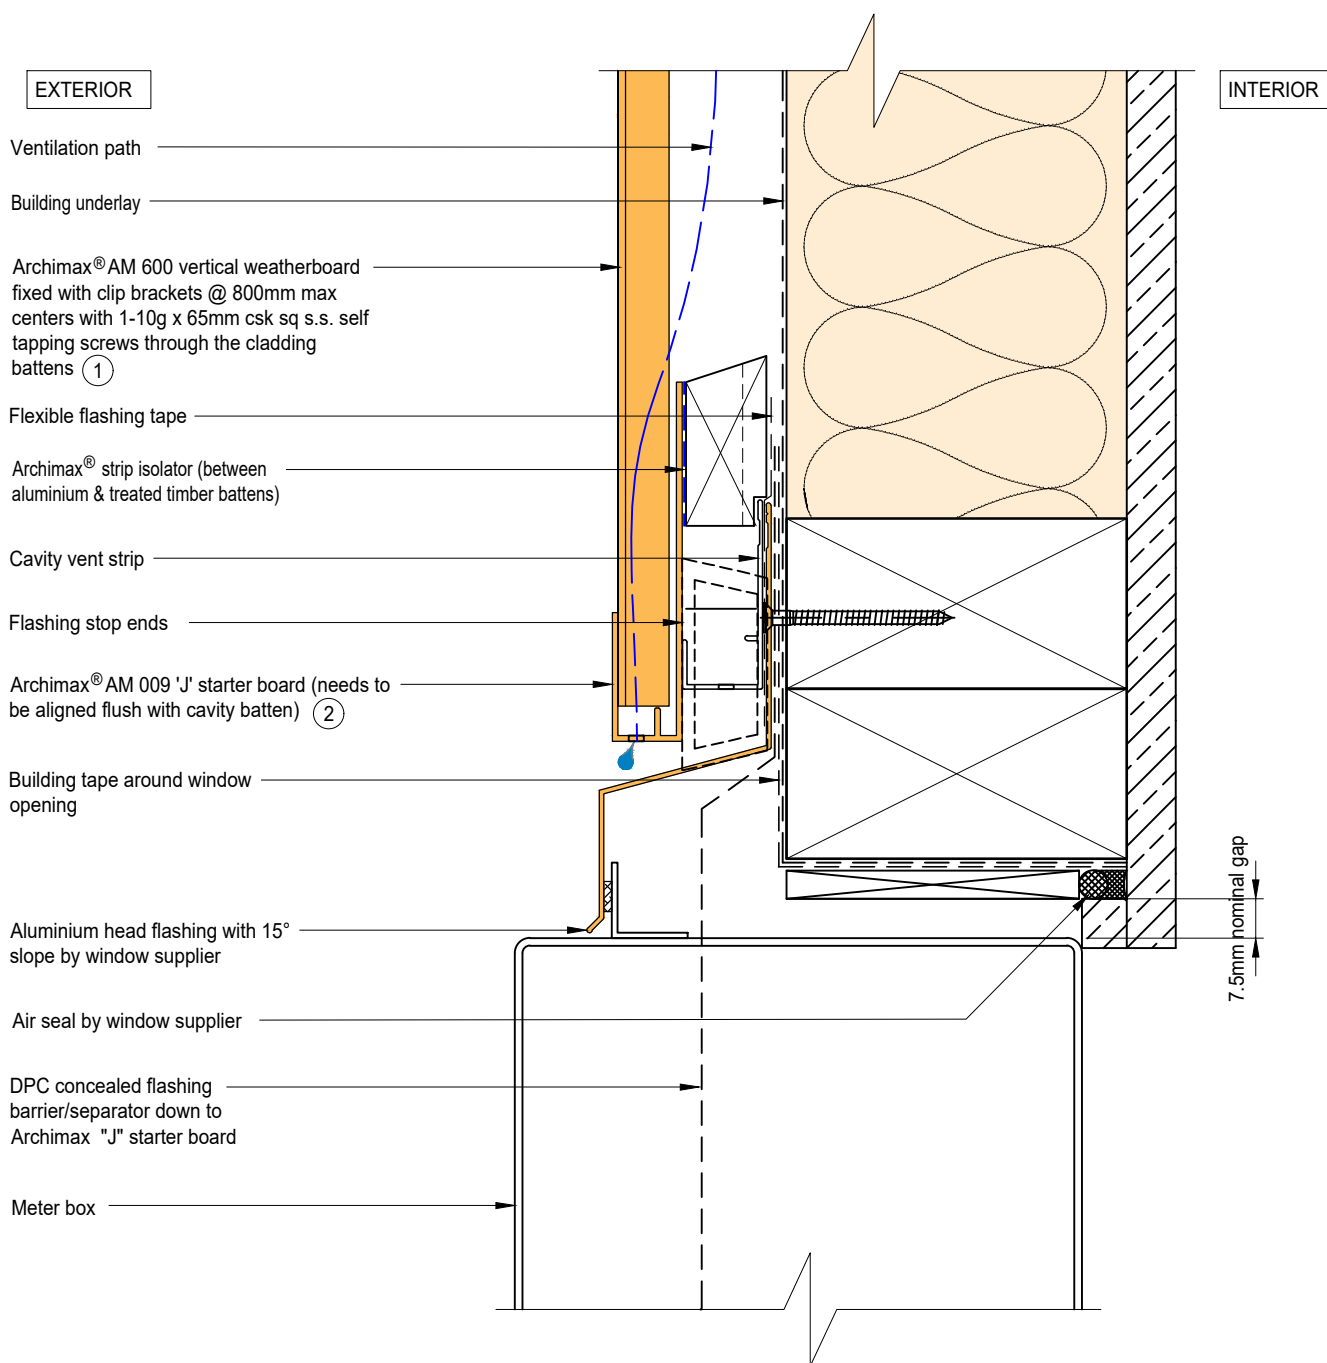 EXTERIOR
INTERIOR
Ventilation path
Building underlay
Archimax® AM 600 vertical weatherboard
fixed with clip brackets @ 800mm max
centers with 1-10g x 65mm csk sq s.s. self
tapping screws through the cladding
battens 1
Flexible flashing tape
Archimax® strip isolator (between
aluminium & treated timber battens)
Cavity vent strip
Flashing stop ends
Archimax® AM 009 'J' starter board (needs to
be aligned flush with cavity batten) 2
Building tape around window
opening
Aluminium head flashing with 15°
slope by window supplier
Air seal by window supplier
DPC concealed flashing
barrier/separator down to
Archimax "J" starter board
Meter box
7.5mm nominal gap